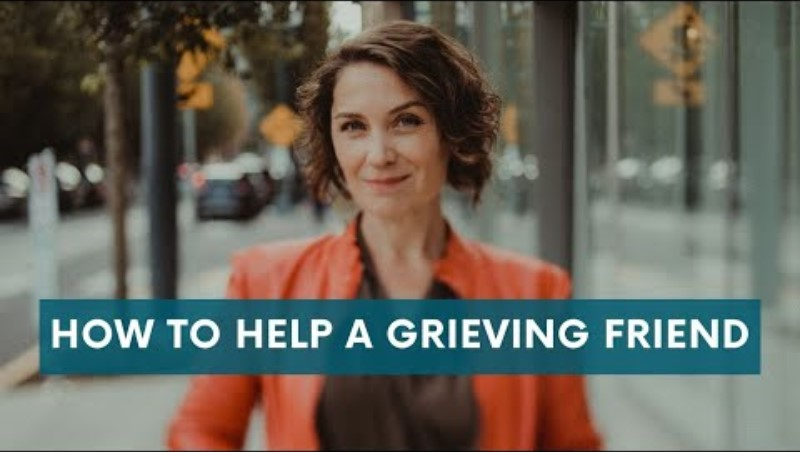 HOW TO HELP A GRIEVING FRIEND